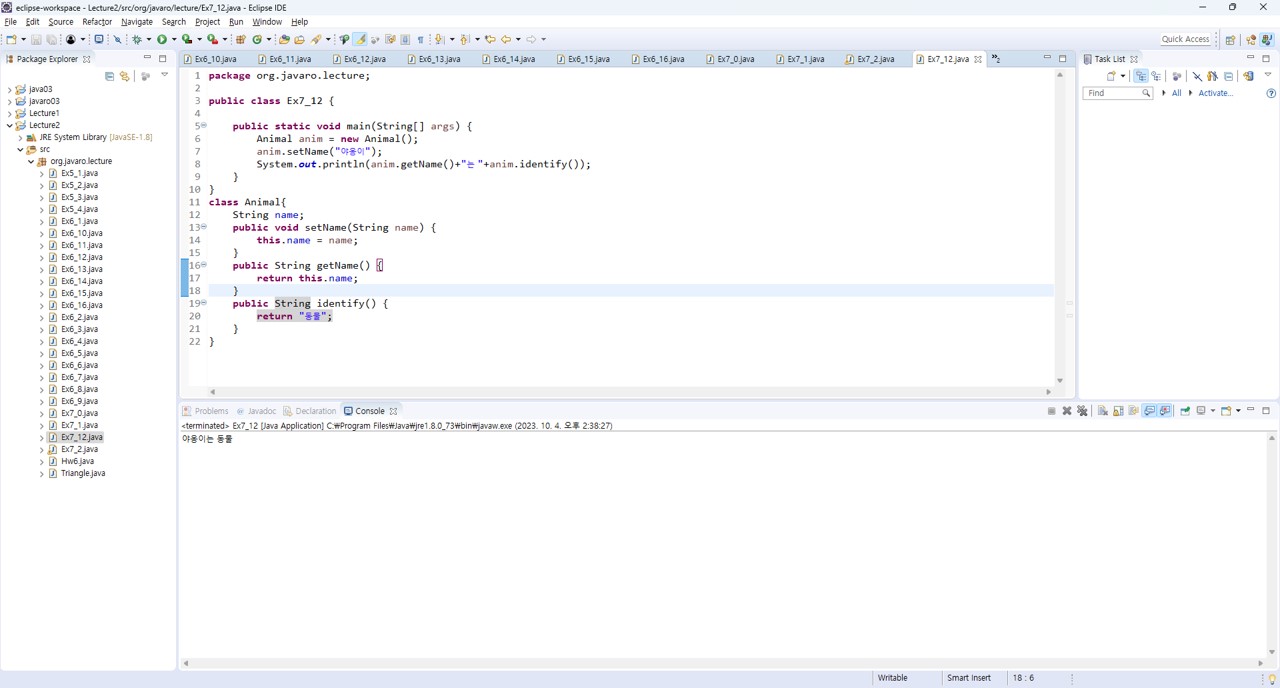 eclipse-workspace - Lecture2/src/org/javaro/lecture/Ex7_12.java - Eclipse IDE
File Edit Source Refactor Navigate Search Project Run Window Help
Quick Access
Package Explorer
java03
javaro03
Lecture1
Lecture2
JRE System Library [JavaSE-1.8]
src
org.javaro.lecture
Ex5_1.java
Ex5_2.java
Ex5_3.java
Ex5_4.java
Ex6_1.java
Ex6_10.java
Ex6_11.java
Ex6_12.java
Ex6_13.java
Ex6_14.java
Ex6_15.java
Ex6_16.java
Ex6_2.java
Ex6_3.java
Ex6_4.java
Ex6_5.java
Ex6_6.java
Ex6_7.java
Ex6_8.java
Ex6_9.java
Ex7_0.java
Ex7_1.java
Ex7_12.java
Ex7_2.java
Hw6.java
Triangle.java
Ex6_10.java Ex6_11.java Ex6_12.java Ex6_13.java Ex6_14.java Ex6_15.java Ex6_16.java Ex7_0.java Ex7_1.java Ex7_2.java Ex7_12.java »2
1 package org.javaro.lecture;
2
3 public class Ex7_12 {
4
5 public static void main(String[] args) {
6 Animal anim = new Animal();
7 anim.setName("야옹이");
8 System.out.println(anim.getName()+"는 "+anim.identify());
9 }
10 }
11 class Animal{
12 String name;
13 public void setName(String name) {
14 this.name = name;
15 }
16 public String getName() {
17 return this.name;
18 }
19 public String identify() {
20 return "동물";
21 }
22 }
Task List
Find All Activate...
Problems Javadoc Declaration Console
<terminated> Ex7_12 [Java Application] C:₩Program Files₩Java₩jre1.8.0_73₩bin₩javaw.exe (2023. 10. 4. 오후 2:38:27)
야옹이는 동물
Writable Smart Insert 18 : 6